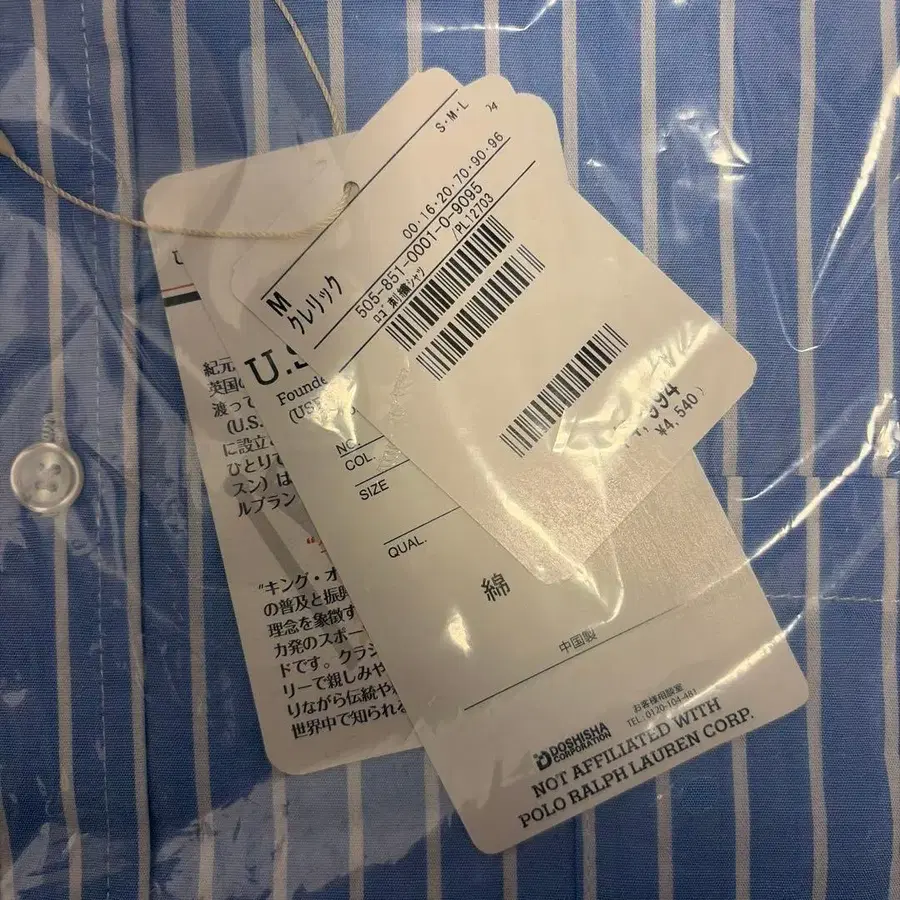 S・M・L
00・16・20・70・90・96
505-851-0001-0-9095
ロゴ刺繍シャツ /PL12703
M
クレリック
994
¥4,540)
U
紀元
英国
渡って
(U.S.
に設立
ひとりで
スン)は
ルブラン
"キング・オ
の普及と振興
理念を象徴す
カ発のスポー
ドです。クラシ
リーで親しみや
りながら伝統や
世界中で知られる
U.S
Founde
(US
NO.
COL.
SIZE
QUAL.
綿
中国製
お客様相談室
TEL.0120-104-481
DOSHISHA
CORPORATION
NOT AFFILIATED WITH
POLO RALPH LAUREN CORP.